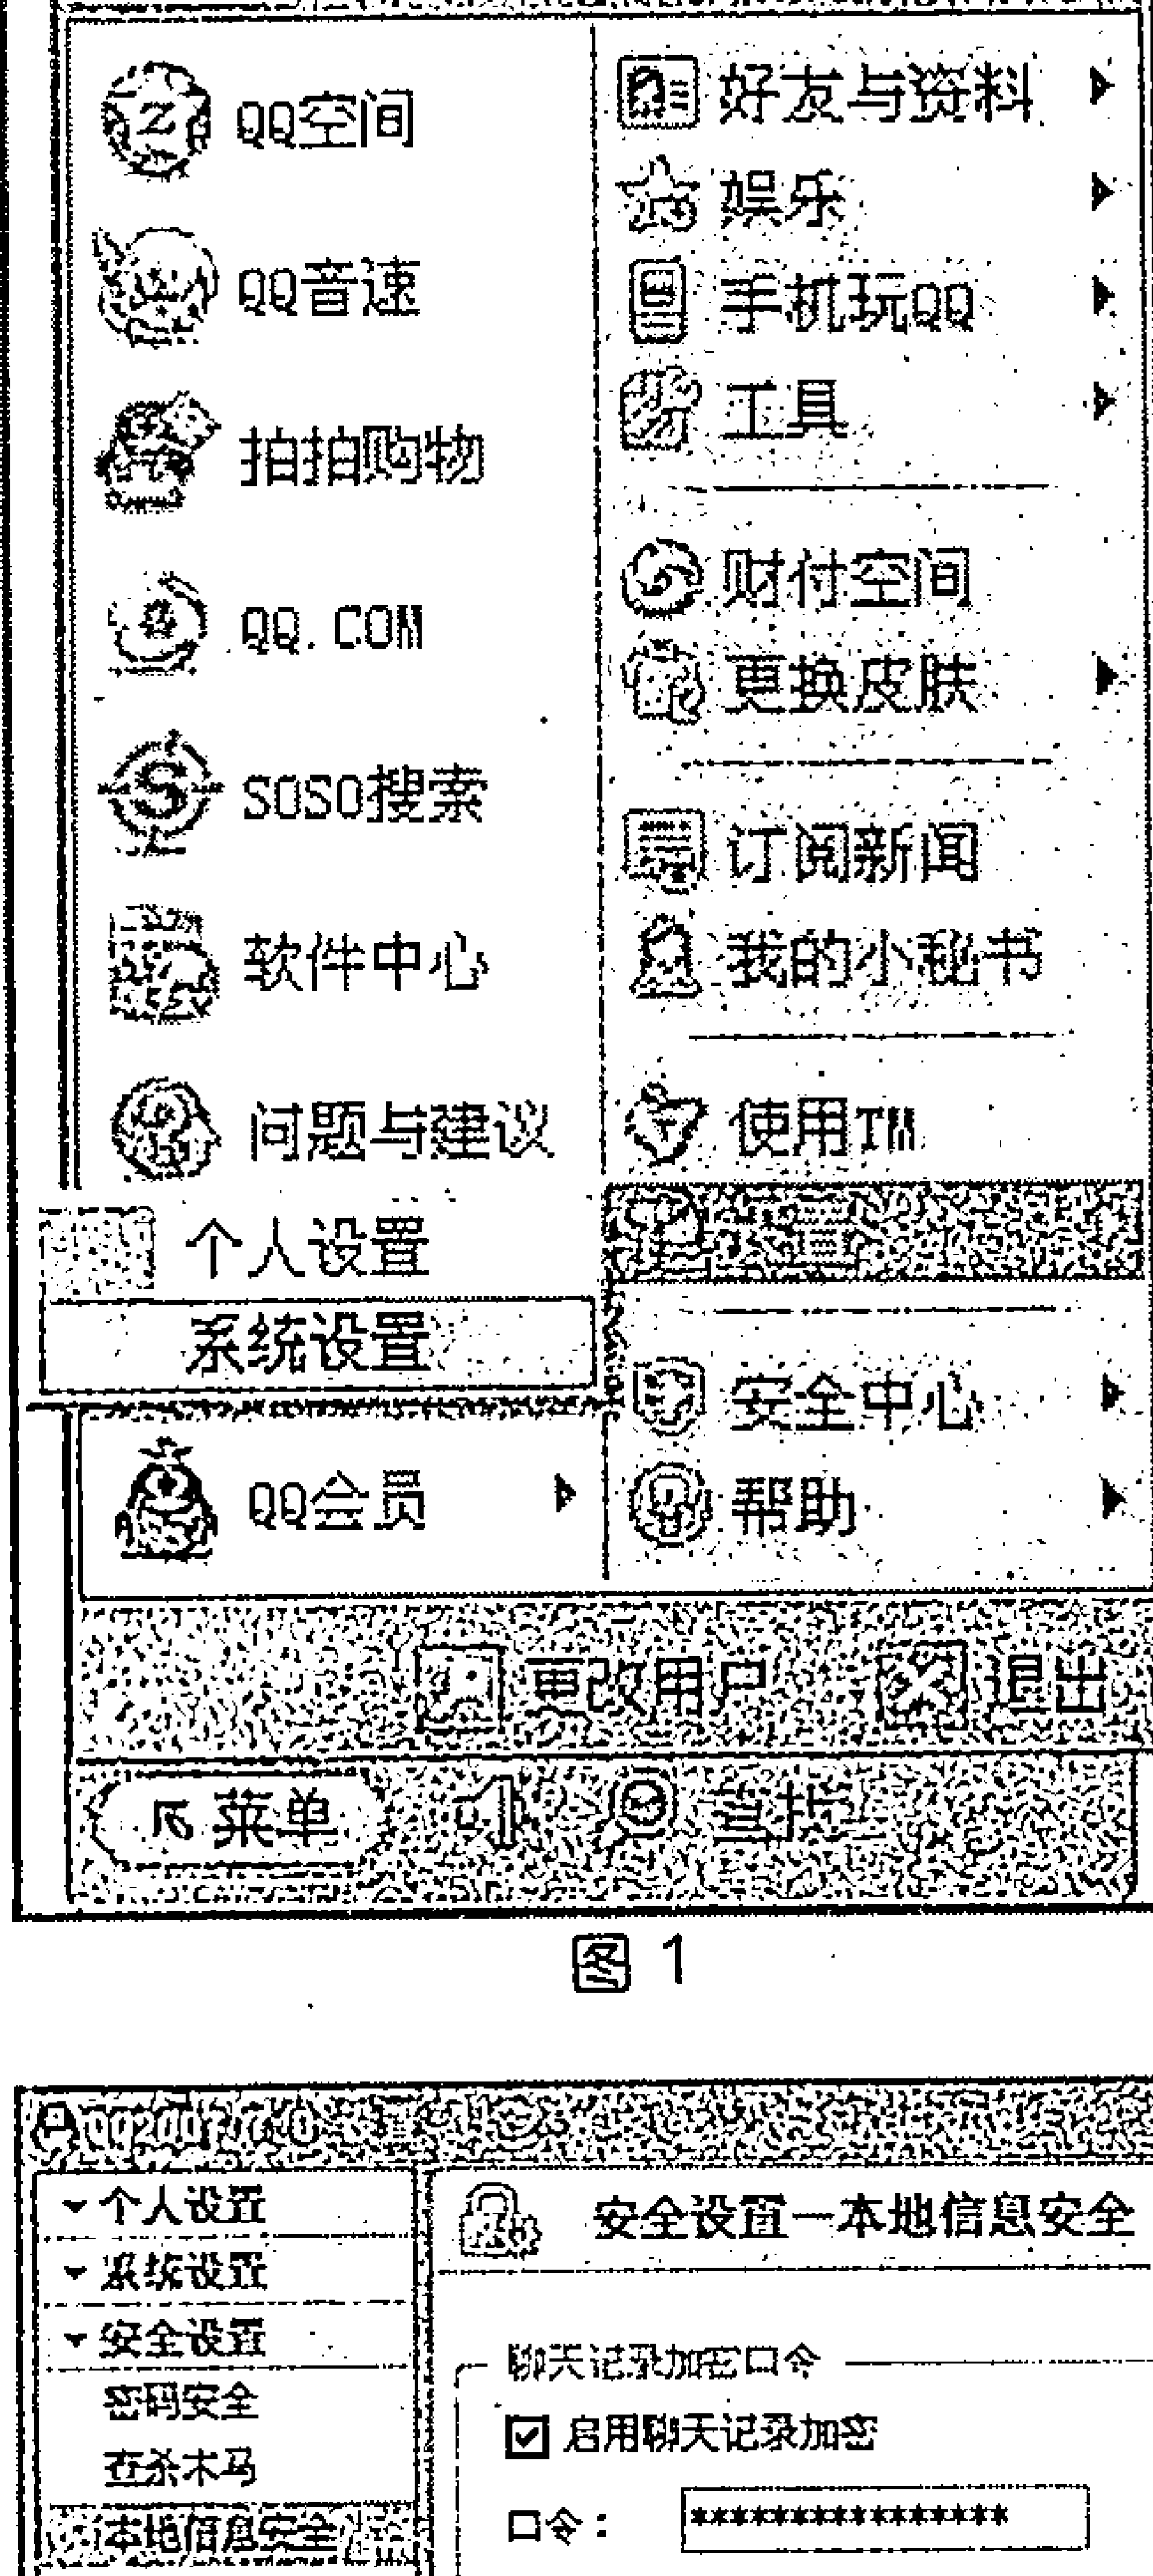 QQ空间
QQ音速
拍拍购物
QQ.COM
SOSO搜索
软件中心
问题与建议
个人设置
系统设置
QQ会员
好友与资料
娱乐
手机玩QQ
工具
财付空间
更换皮肤
订阅新闻
我的小秘书
使用TM
设置
安全中心
帮助
更改用户 退出
菜单 查找
图 1
个人设置
系统设置
安全设置
密码安全
查杀木马
本地信息安全
安全设置—本地信息安全
聊天记录加密口令
启用聊天记录加密
口令: ****************